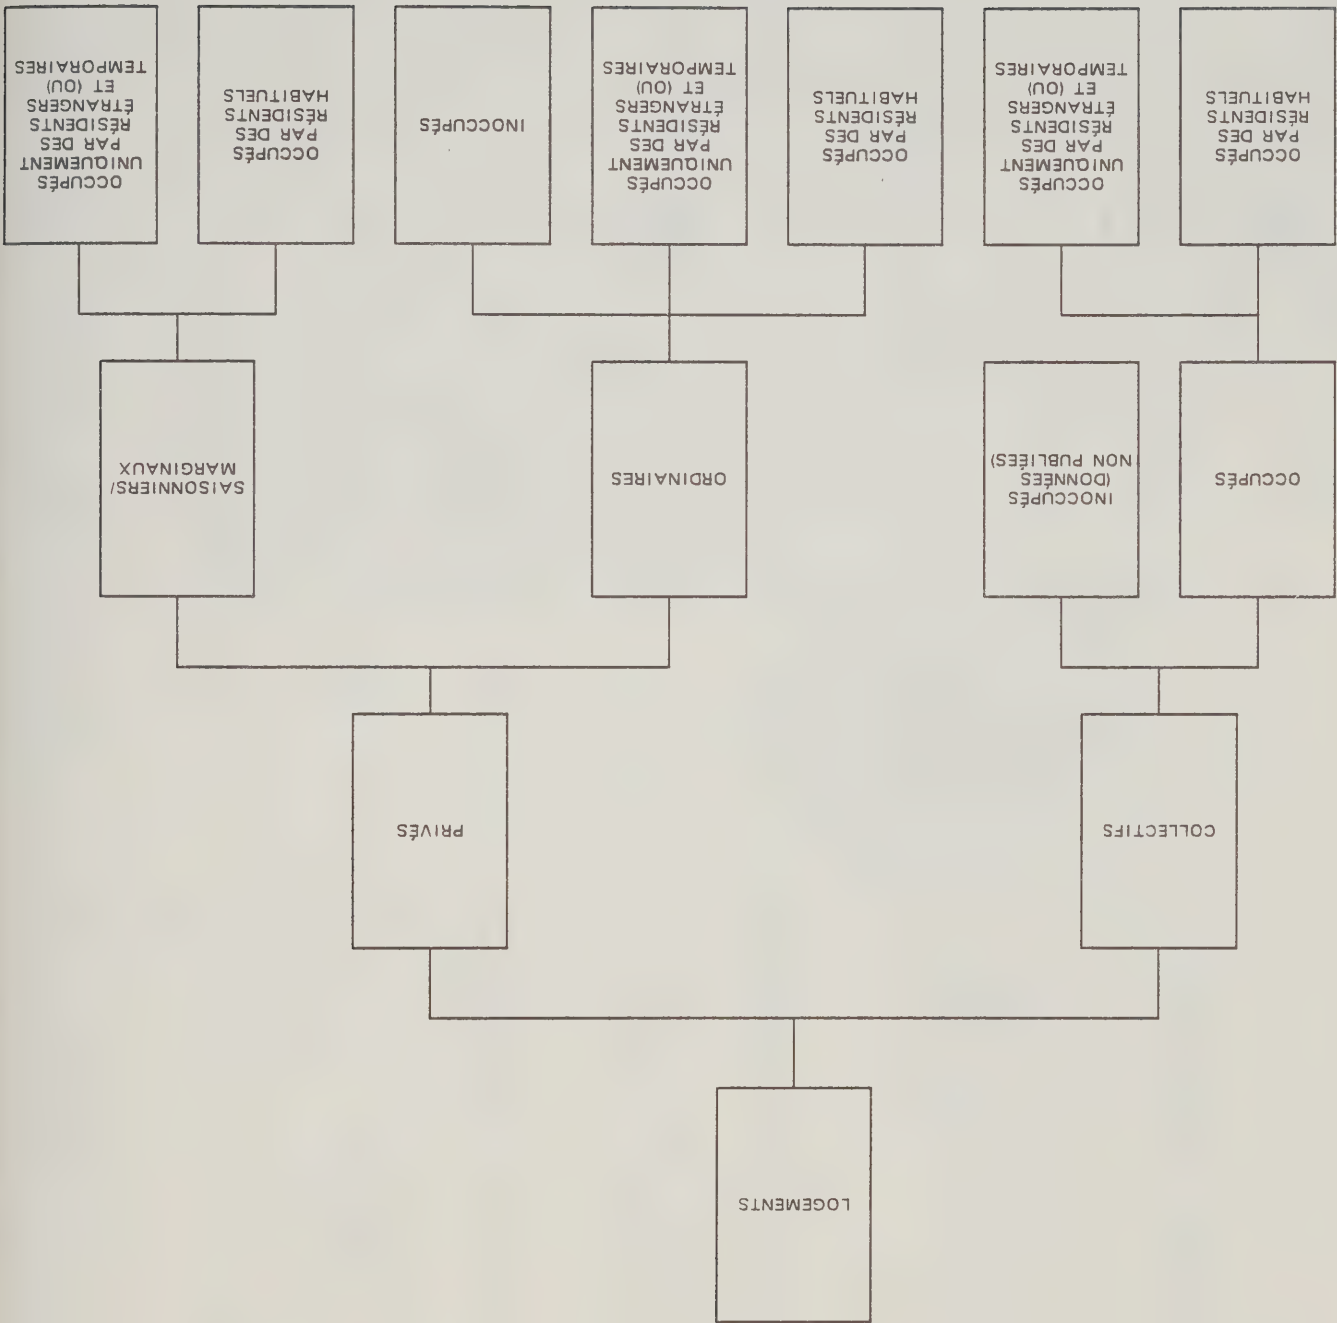 LOGEMENTS
COLLECTIFS
PRIVÉS
OCCUPÉS
INOCCUPÉS
(DONNÉES
NON PUBLIÉES)
ORDINAIRES
SAISONNIERS/
MARGINAUX
OCCUPÉS
PAR DES
RÉSIDENTS
HABITUELS
OCCUPÉS
UNIQUEMENT
PAR DES
RÉSIDENTS
ÉTRANGERS
ET (OU)
TEMPORAIRES
OCCUPÉS
PAR DES
RÉSIDENTS
HABITUELS
OCCUPÉS
UNIQUEMENT
PAR DES
RÉSIDENTS
ÉTRANGERS
ET (OU)
TEMPORAIRES
INOCCUPÉS
OCCUPÉS
PAR DES
RÉSIDENTS
HABITUELS
OCCUPÉS
UNIQUEMENT
PAR DES
RÉSIDENTS
ÉTRANGERS
ET (OU)
TEMPORAIRES